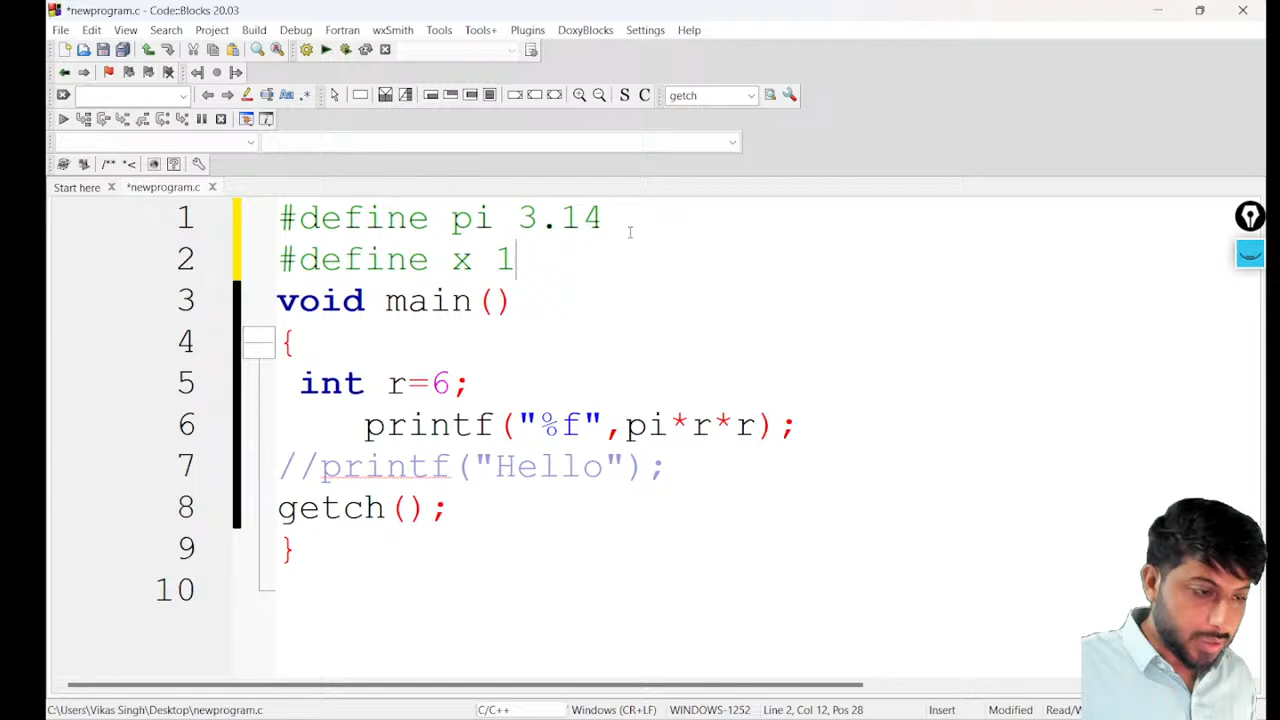 *newprogram.c - Code::Blocks 20.03
File Edit View Search Project Build Debug Fortran wxSmith Tools Tools+ Plugins DoxyBlocks Settings Help
S C getch
/** *<
Start here *newprogram.c
1 #define pi 3.14
2 #define x 1
3 void main()
4 {
5 int r=6;
6 printf("%f",pi*r*r);
7 //printf("Hello");
8 getch();
9 }
10
C:\Users\Vikas Singh\Desktop\newprogram.c C/C++ Windows (CR+LF) WINDOWS-1252 Line 2, Col 12, Pos 28 Insert Modified Read/W